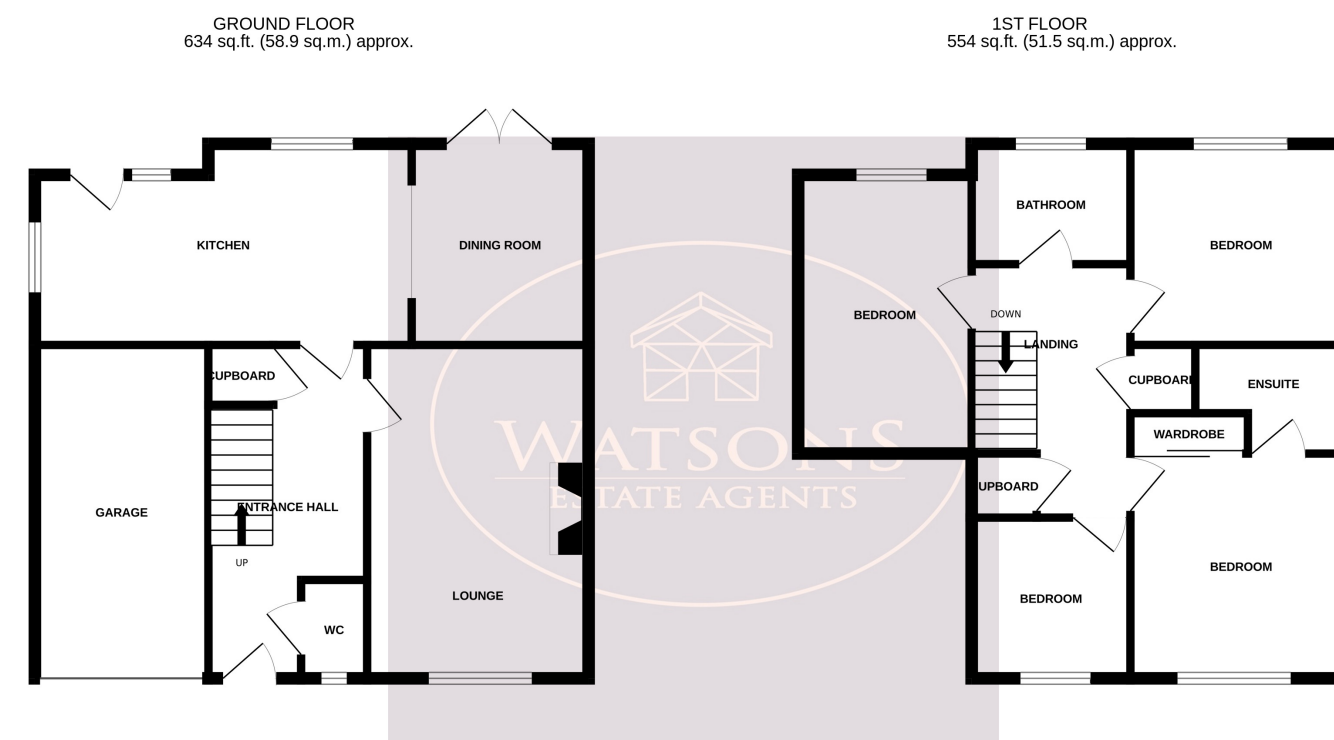 GROUND FLOOR
634 sq.ft. (58.9 sq.m.) approx.
1ST FLOOR
554 sq.ft. (51.5 sq.m.) approx.
KITCHEN
DINING ROOM
CUPBOARD
GARAGE
ENTRANCE HALL
UP
LOUNGE
WC
BATHROOM
BEDROOM
BEDROOM
DOWN
LANDING
CUPBOARD
ENSUITE
WARDROBE
UPBOARD
BEDROOM
BEDROOM
WATSONS
ESTATE AGENTS